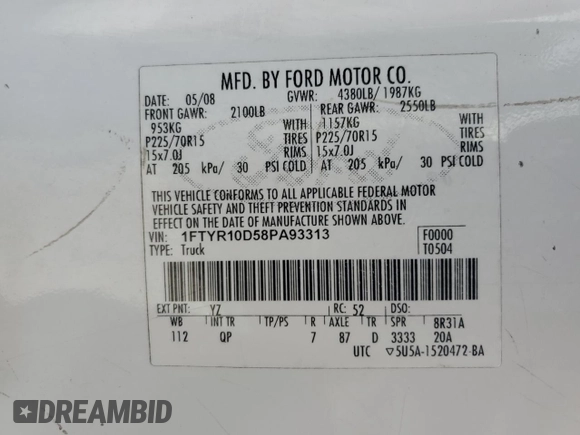 MFD. BY FORD MOTOR CO.
DATE: 05/08 GVWR: 4380LB/ 1987KG
FRONT GAWR: 2100LB REAR GAWR: 2550LB
953KG WITH 1157KG WITH
P225/70R15 TIRES P225/70R15 TIRES
15x7.0J RIMS 15x7.0J RIMS
AT 205 kPa/ 30 PSI COLD AT 205 kPa/ 30 PSI COLD
THIS VEHICLE CONFORMS TO ALL APPLICABLE FEDERAL MOTOR
VEHICLE SAFETY AND THEFT PREVENTION STANDARDS IN
EFFECT ON THE DATE OF MANUFACTURE SHOWN ABOVE.
VIN: 1FTYR10D58PA93313 F0000
TYPE: Truck T0504
EXT PNT: YZ RC: 52 DSO:
WB INT TR TP/PS R AXLE TR SPR 8R31A
112 QP 7 87 D 3333 20A
UTC ▽5U5A-1520472-BA
AUTOBIDMASTER DREAMBID